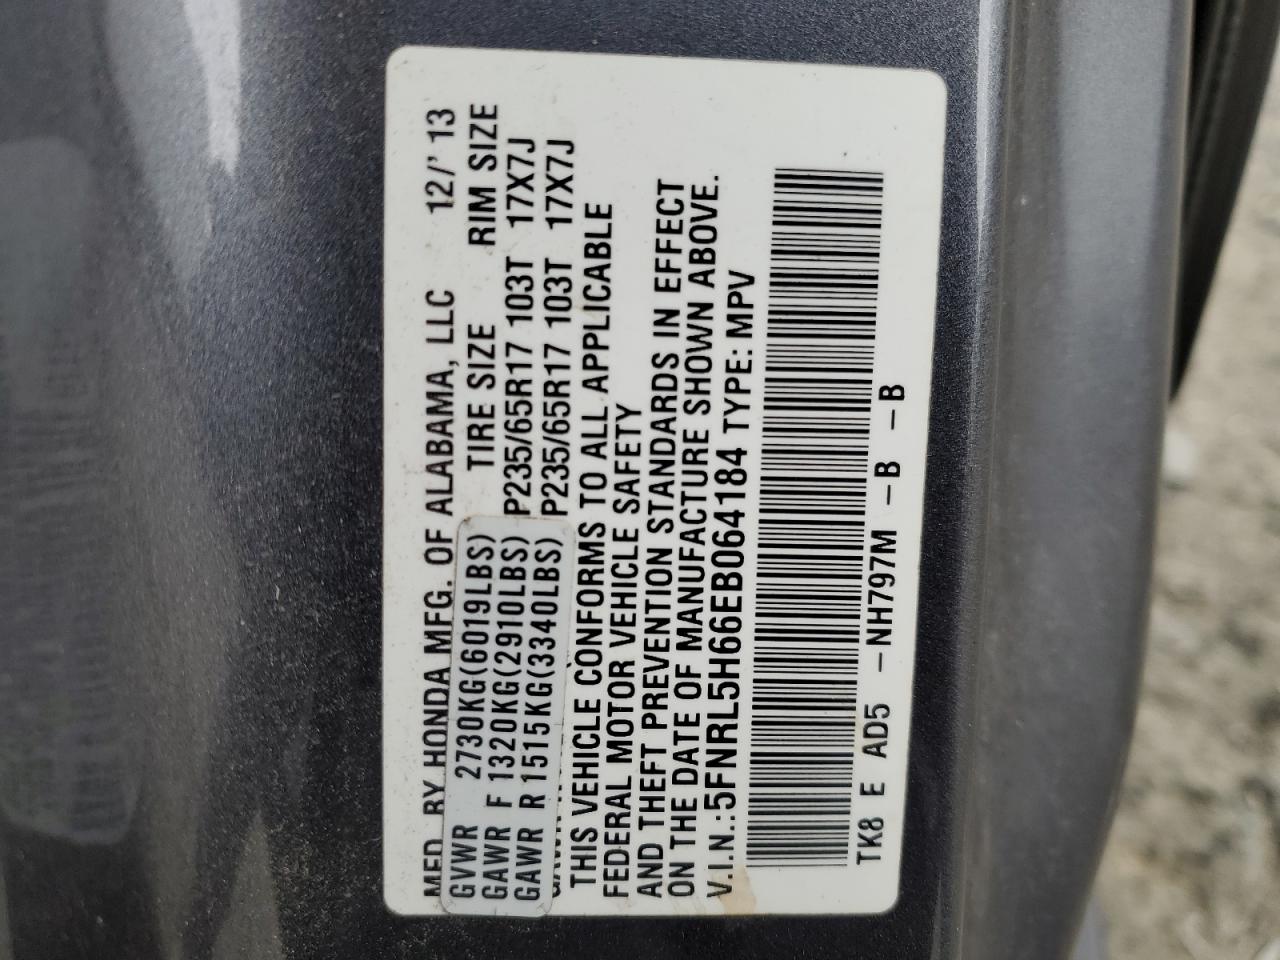 MFD BY HONDA MFG. OF ALABAMA, LLC 12/'13
GVWR 2730KG(6019LBS) TIRE SIZE RIM SIZE
GAWR F 1320KG(2910LBS) P235/65R17 103T 17X7J
GAWR R 1515KG(3340LBS) P235/65R17 103T 17X7J
THIS VEHICLE CONFORMS TO ALL APPLICABLE
FEDERAL MOTOR VEHICLE SAFETY
AND THEFT PREVENTION STANDARDS IN EFFECT
ON THE DATE OF MANUFACTURE SHOWN ABOVE.
V.I.N.:5FNRL5H66EB064184 TYPE: MPV
TK8 E AD5 -NH797M -B -B